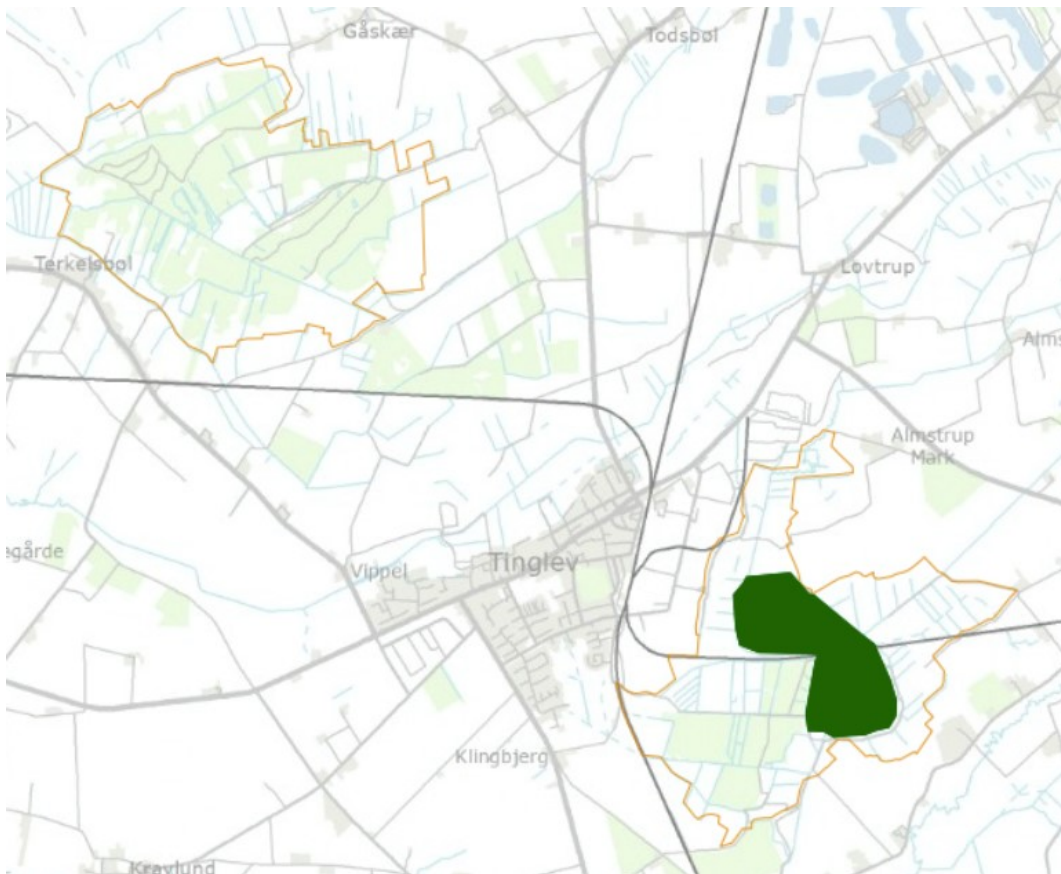 Gåskær
Todsbøl
Terkelsbøl
Lovtrup
Alms
Almstrup
Mark
egårde
Vippel
Tinglev
Klingbjerg
Kravlund